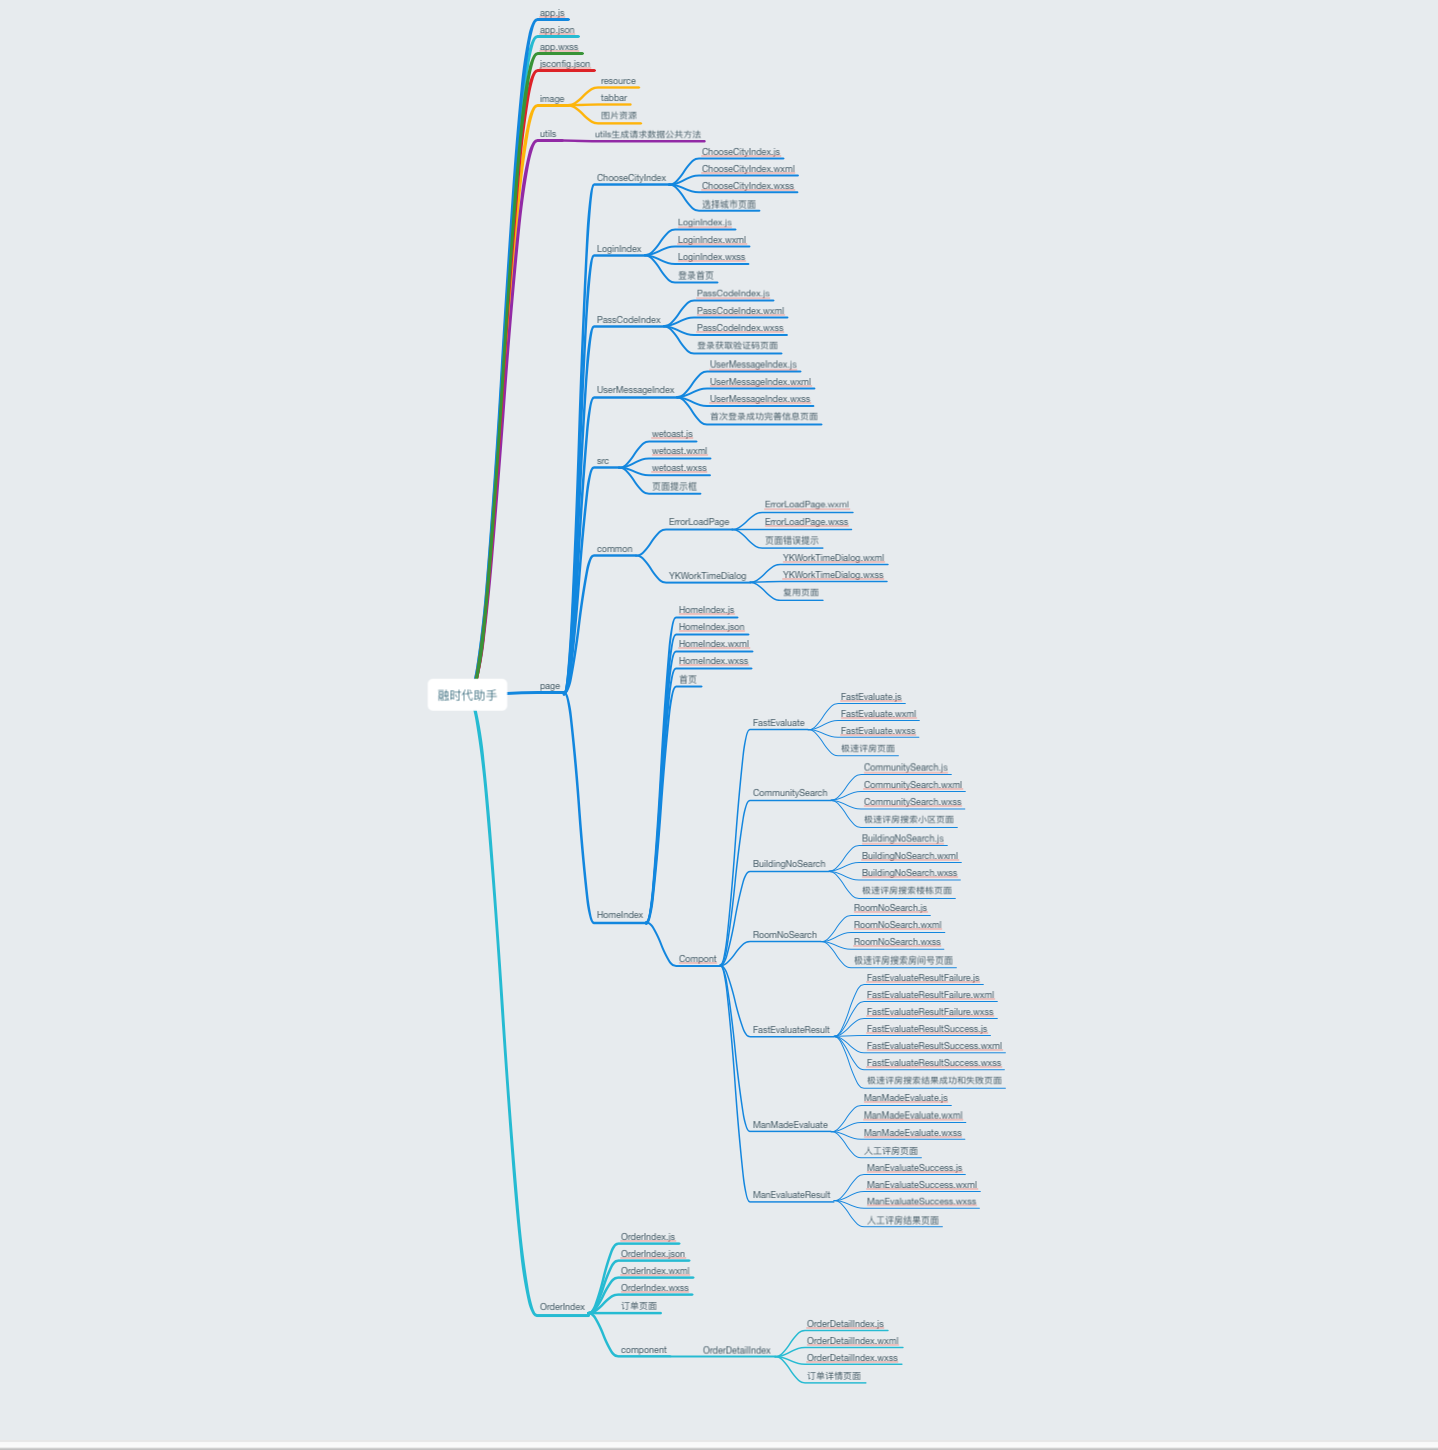 app.js
app.json
app.wxss
jsconfig.json
image
resource
tabbar
图片资源
utils
utils生成请求数据公共方法
融时代助手
page
ChooseCityIndex
ChooseCityIndex.js
ChooseCityIndex.wxml
ChooseCityIndex.wxss
选择城市页面
LoginIndex
LoginIndex.js
LoginIndex.wxml
LoginIndex.wxss
登录首页
PassCodeIndex
PassCodeIndex.js
PassCodeIndex.wxml
PassCodeIndex.wxss
登录获取验证码页面
UserMessageIndex
UserMessageIndex.js
UserMessageIndex.wxml
UserMessageIndex.wxss
首次登录成功完善信息页面
src
wetoast.js
wetoast.wxml
wetoast.wxss
页面提示框
common
ErrorLoadPage
ErrorLoadPage.wxml
ErrorLoadPage.wxss
页面错误提示
YKWorkTimeDialog
YKWorkTimeDialog.wxml
YKWorkTimeDialog.wxss
复用页面
HomeIndex
HomeIndex.js
HomeIndex.json
HomeIndex.wxml
HomeIndex.wxss
首页
Compont
FastEvaluate
FastEvaluate.js
FastEvaluate.wxml
FastEvaluate.wxss
极速评房页面
CommunitySearch
CommunitySearch.js
CommunitySearch.wxml
CommunitySearch.wxss
极速评房搜索小区页面
BuildingNoSearch
BuildingNoSearch.js
BuildingNoSearch.wxml
BuildingNoSearch.wxss
极速评房搜索楼栋页面
RoomNoSearch
RoomNoSearch.js
RoomNoSearch.wxml
RoomNoSearch.wxss
极速评房搜索房间号页面
FastEvaluateResult
FastEvaluateResultFailure.js
FastEvaluateResultFailure.wxml
FastEvaluateResultFailure.wxss
FastEvaluateResultSuccess.js
FastEvaluateResultSuccess.wxml
FastEvaluateResultSuccess.wxss
极速评房搜索结果成功和失败页面
ManMadeEvaluate
ManMadeEvaluate.js
ManMadeEvaluate.wxml
ManMadeEvaluate.wxss
人工评房页面
ManEvaluateResult
ManEvaluateSuccess.js
ManEvaluateSuccess.wxml
ManEvaluateSuccess.wxss
人工评房结果页面
OrderIndex
OrderIndex.js
OrderIndex.json
OrderIndex.wxml
OrderIndex.wxss
订单页面
component
OrderDetailIndex
OrderDetailIndex.js
OrderDetailIndex.wxml
OrderDetailIndex.wxss
订单详情页面